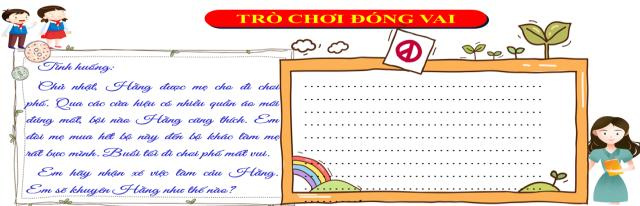 TRÒ CHƠI ĐÓNG VAI
Tình huống:
Chủ nhật, Hằng được mẹ cho đi chơi
phố. Qua các cửa hiệu có nhiều quần áo mới
đúng mốt, bội nào Hằng cũng thích. Em
đòi mẹ mua hết bộ này đến bộ khác làm mẹ
rất bực mình. Buổi tối đi chơi phố mất vui.
Em hãy nhận xé việc làm cảu Hằng.
Em sẽ khuyên Hằng như thế nào?